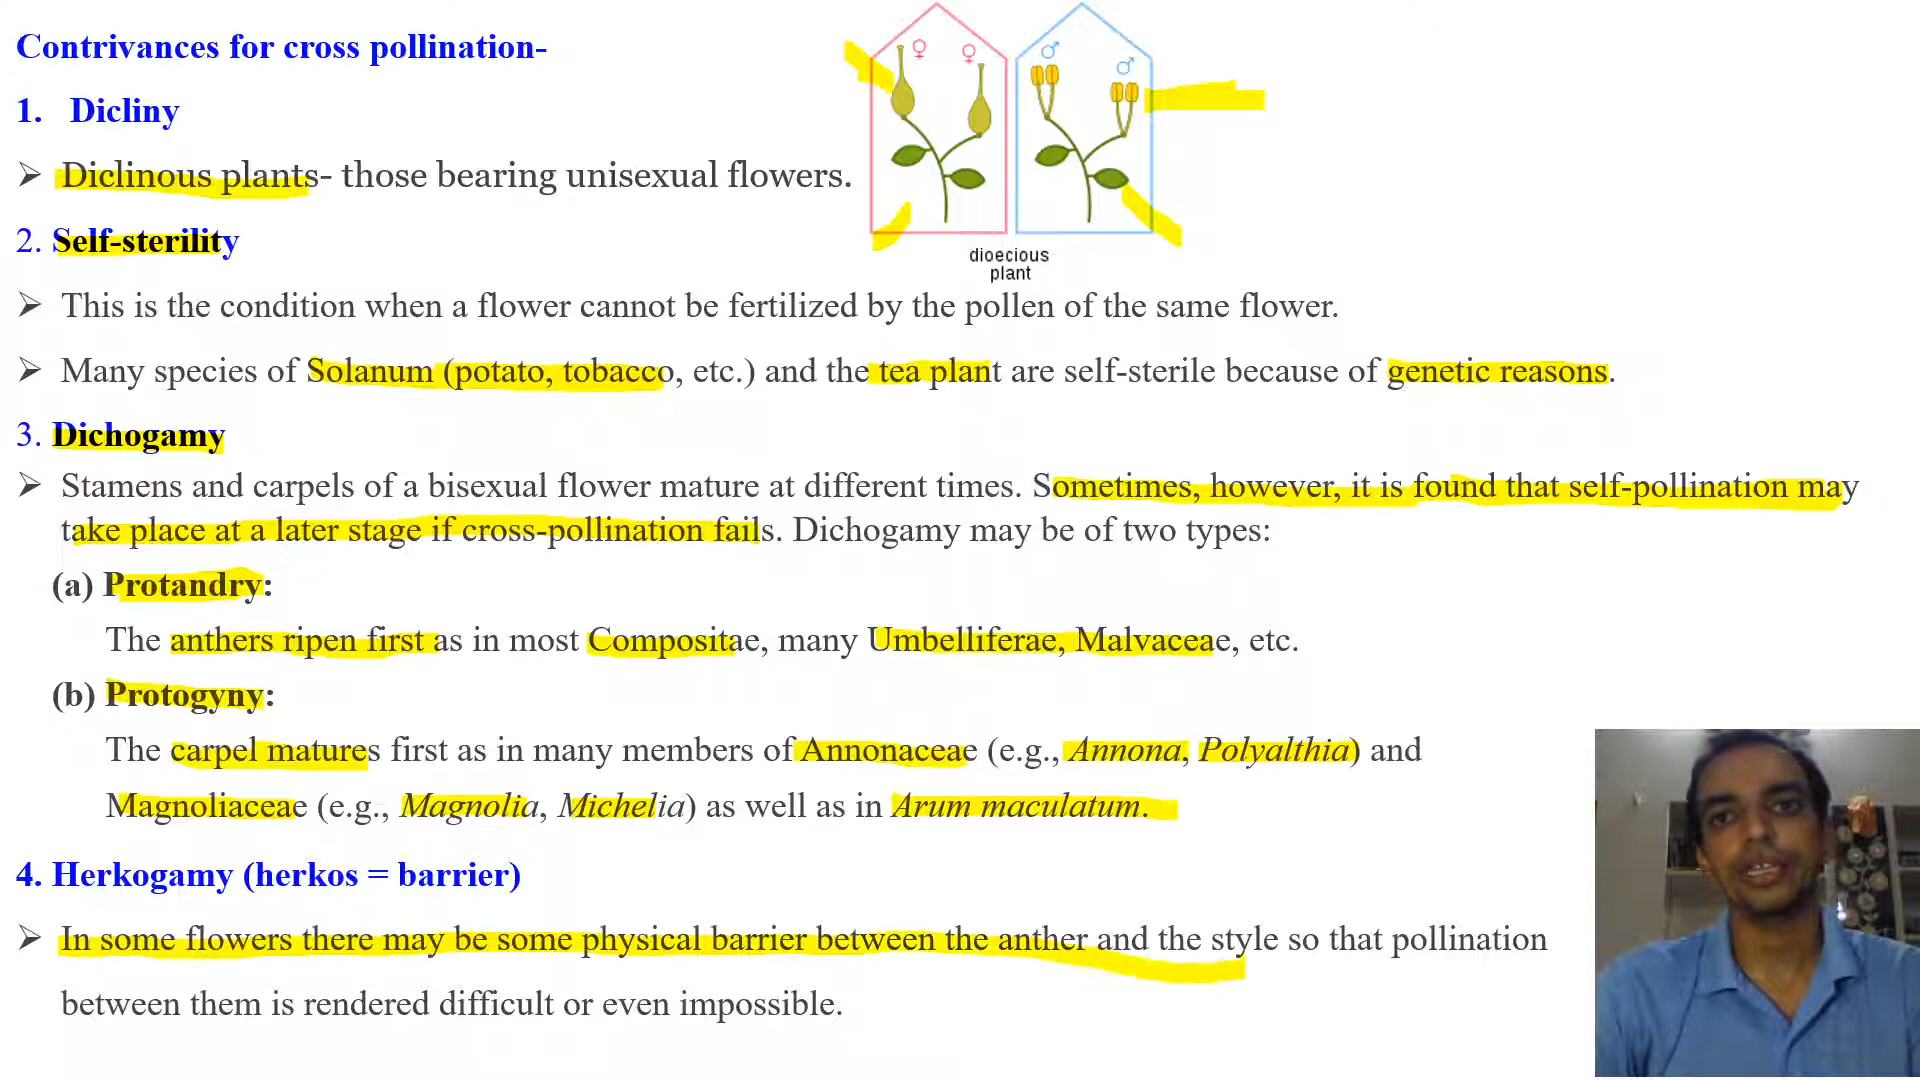 Contrivances for cross pollination-
1. Dicliny
➢ Diclinous plants- those bearing unisexual flowers.
♀ ♀ ♂ ♂
dioecious
plant
2. Self-sterility
➢ This is the condition when a flower cannot be fertilized by the pollen of the same flower.
➢ Many species of Solanum (potato, tobacco, etc.) and the tea plant are self-sterile because of genetic reasons.
3. Dichogamy
➢ Stamens and carpels of a bisexual flower mature at different times. Sometimes, however, it is found that self-pollination may
take place at a later stage if cross-pollination fails. Dichogamy may be of two types:
(a) Protandry:
The anthers ripen first as in most Compositae, many Umbelliferae, Malvaceae, etc.
(b) Protogyny:
The carpel matures first as in many members of Annonaceae (e.g., Annona, Polyalthia) and
Magnoliaceae (e.g., Magnolia, Michelia) as well as in Arum maculatum.
4. Herkogamy (herkos = barrier)
➢ In some flowers there may be some physical barrier between the anther and the style so that pollination
between them is rendered difficult or even impossible.